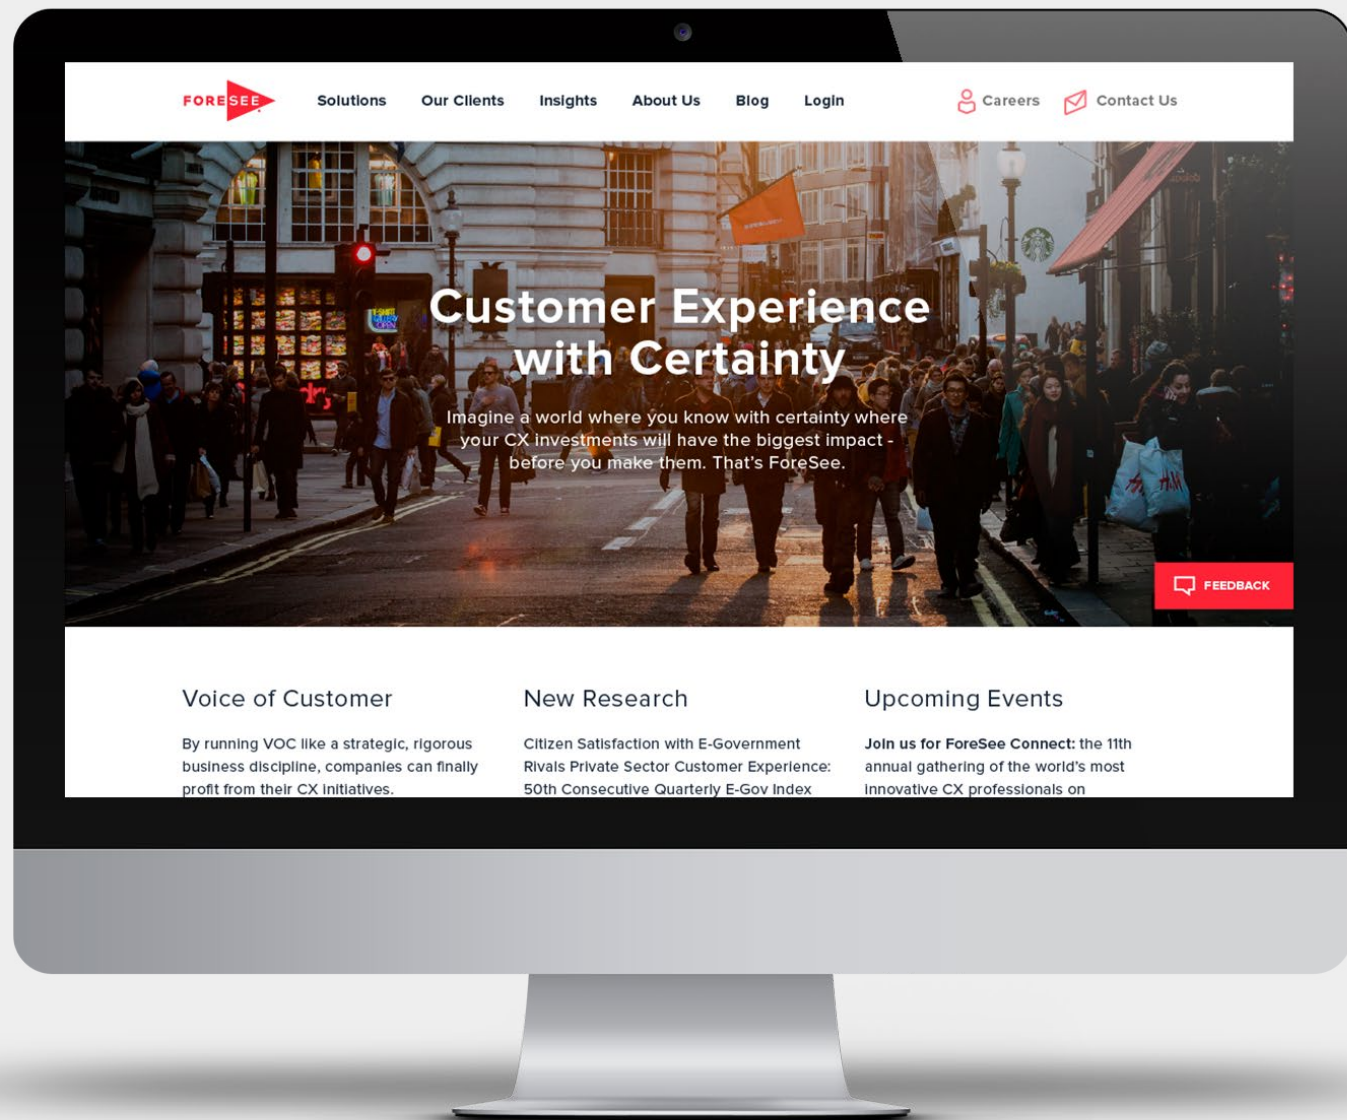 FORESEE
Solutions
Our Clients
Insights
About Us
Blog
Login
Careers
Contact Us
T-SHIRT
OPEN
Customer Experience
with Certainty
Imagine a world where you know with certainty where
your CX investments will have the biggest impact -
before you make them. That's ForeSee.
H&M
FEEDBACK
Voice of Customer
By running VOC like a strategic, rigorous
business discipline, companies can finally
profit from their CX initiatives.
New Research
Citizen Satisfaction with E-Government
Rivals Private Sector Customer Experience:
50th Consecutive Quarterly E-Gov Index
Upcoming Events
Join us for ForeSee Connect: the 11th
annual gathering of the world's most
innovative CX professionals on